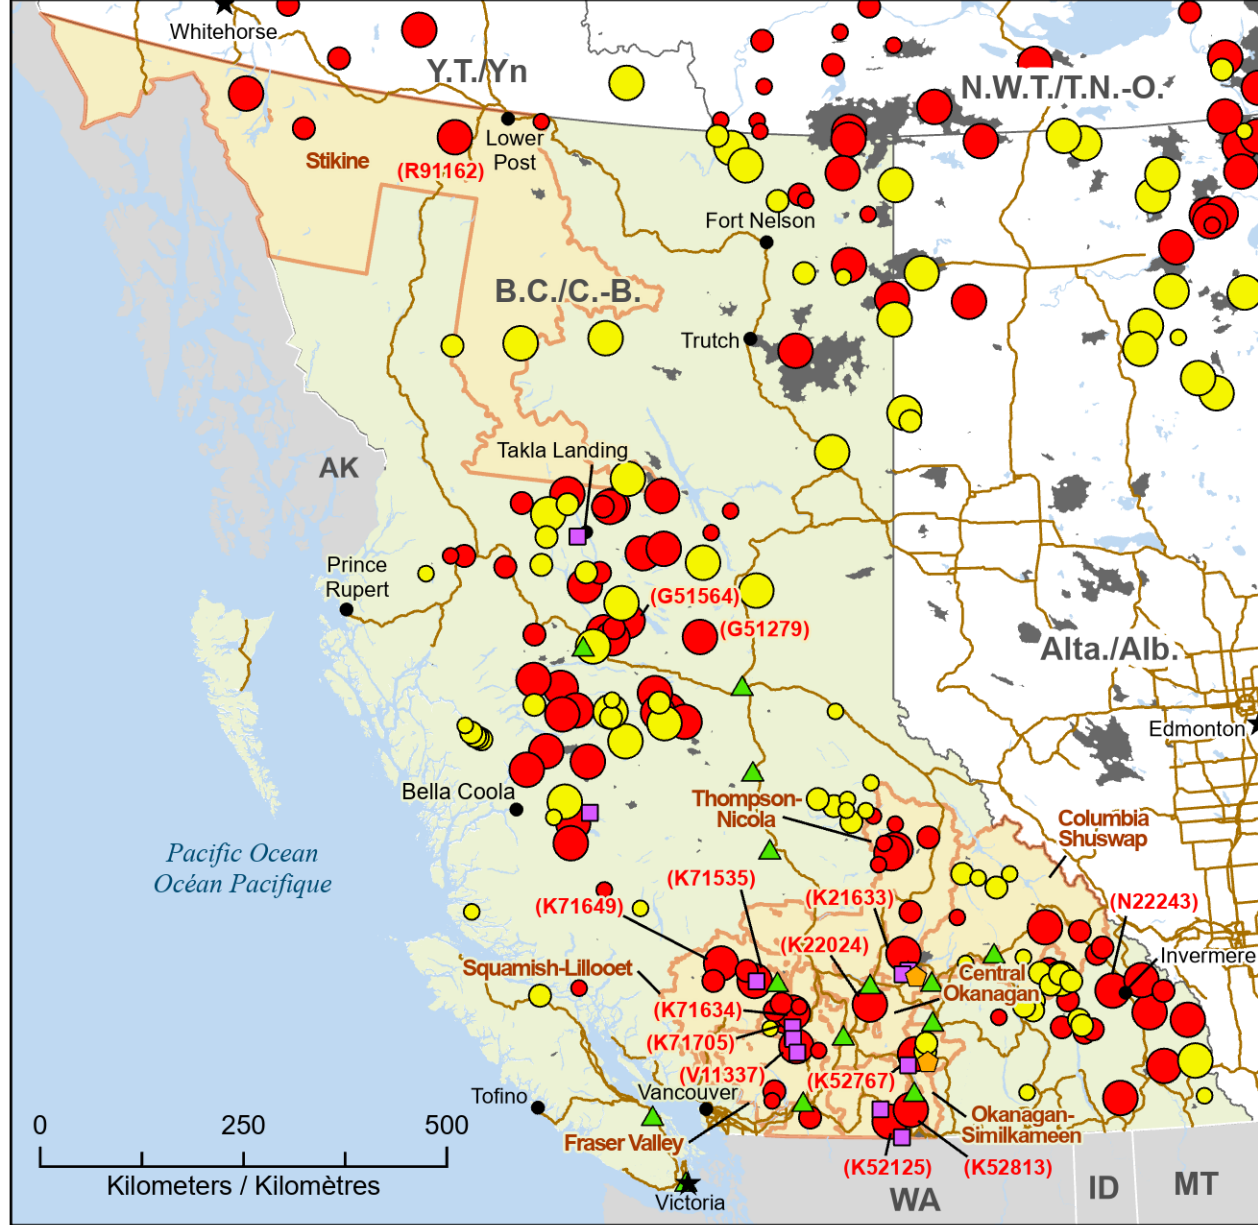 Whitehorse
Y.T./Yn
N.W.T./T.N.-O.
Lower
Post
Stikine
(R91162)
Fort Nelson
B.C./C.-B.
Trutch
Takla Landing
AK
Prince
Rupert
(G51564)
(G51279)
Alta./Alb.
Edmonton
Bella Coola
Thompson-
Nicola
Columbia
Shuswap
Pacific Ocean
Océan Pacifique
(K71535)
(K71649)
(K21633)
(N22243)
(K22024)
Invermere
Squamish-Lillooet
Central
Okanagan
(K71634)
(K71705)
(V11337)
(K52767)
Tofino
Vancouver
Okanagan-
Similkameen
Fraser Valley
(K52125)
(K52813)
0
250
500
Kilometers / Kilomètres
Victoria
WA
ID
MT